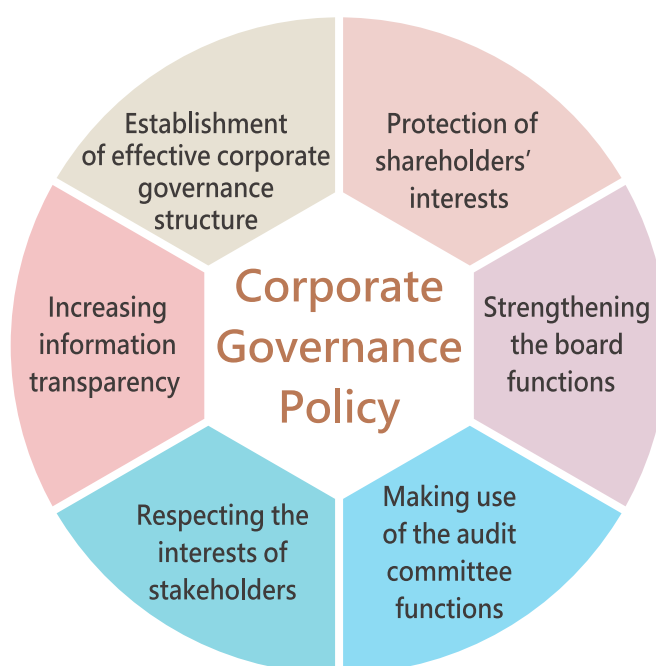 Establishment
of effective corporate
governance
structure
Protection of
shareholders’
interests
Increasing
information
transparency
Corporate
Governance
Policy
Strengthening
the board
functions
Respecting the
interests of
stakeholders
Making use
of the audit
committee
functions